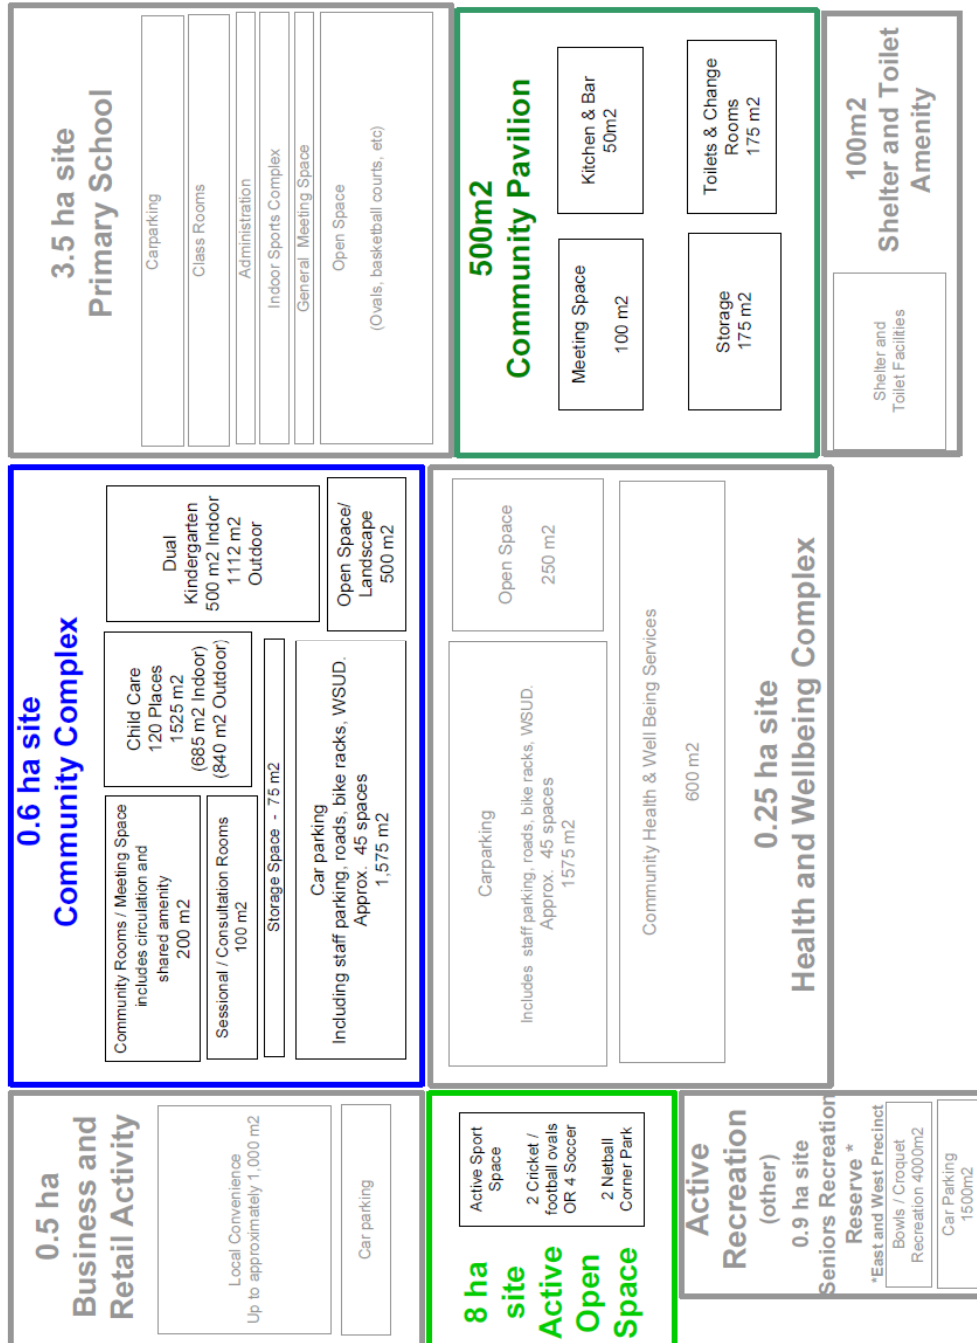 0.5 ha
Business and
Retail Activity
Local Convenience
Up to approximately 1,000 m2
Car parking
0.6 ha site
Community Complex
Community Rooms / Meeting Space
includes circulation and
shared amenity
200 m2
Sessional / Consultation Rooms
100 m2
Child Care
120 Places
1525 m2
(685 m2 Indoor)
(840 m2 Outdoor)
Dual
Kindergarten
500 m2 Indoor
1112 m2
Outdoor
Storage Space - 75 m2
Car parking
Including staff parking, roads, bike racks, WSUD.
Approx. 45 spaces
1,575 m2
Open Space/
Landscape
500 m2
3.5 ha site
Primary School
Carparking
Class Rooms
Administration
Indoor Sports Complex
General Meeting Space
Open Space
(Ovals, basketball courts, etc)
8 ha
site
Active
Open
Space
Active Sport
Space
2 Cricket /
football ovals
OR 4 Soccer
2 Netball
Corner Park
Carparking
Includes staff parking, roads, bike racks, WSUD.
Approx. 45 spaces
1575 m2
Open Space
250 m2
Community Health & Well Being Services
600 m2
0.25 ha site
Health and Wellbeing Complex
500m2
Community Pavilion
Meeting Space
100 m2
Kitchen & Bar
50m2
Storage
175 m2
Toilets & Change
Rooms
175 m2
Active
Recreation
(other)
0.9 ha site
Seniors Recreation
Reserve *
*East and West Precinct
Bowls / Croquet
Recreation 4000m2
Car Parking
1500m2
100m2
Shelter and Toilet
Amenity
Shelter and
Toilet Facilities